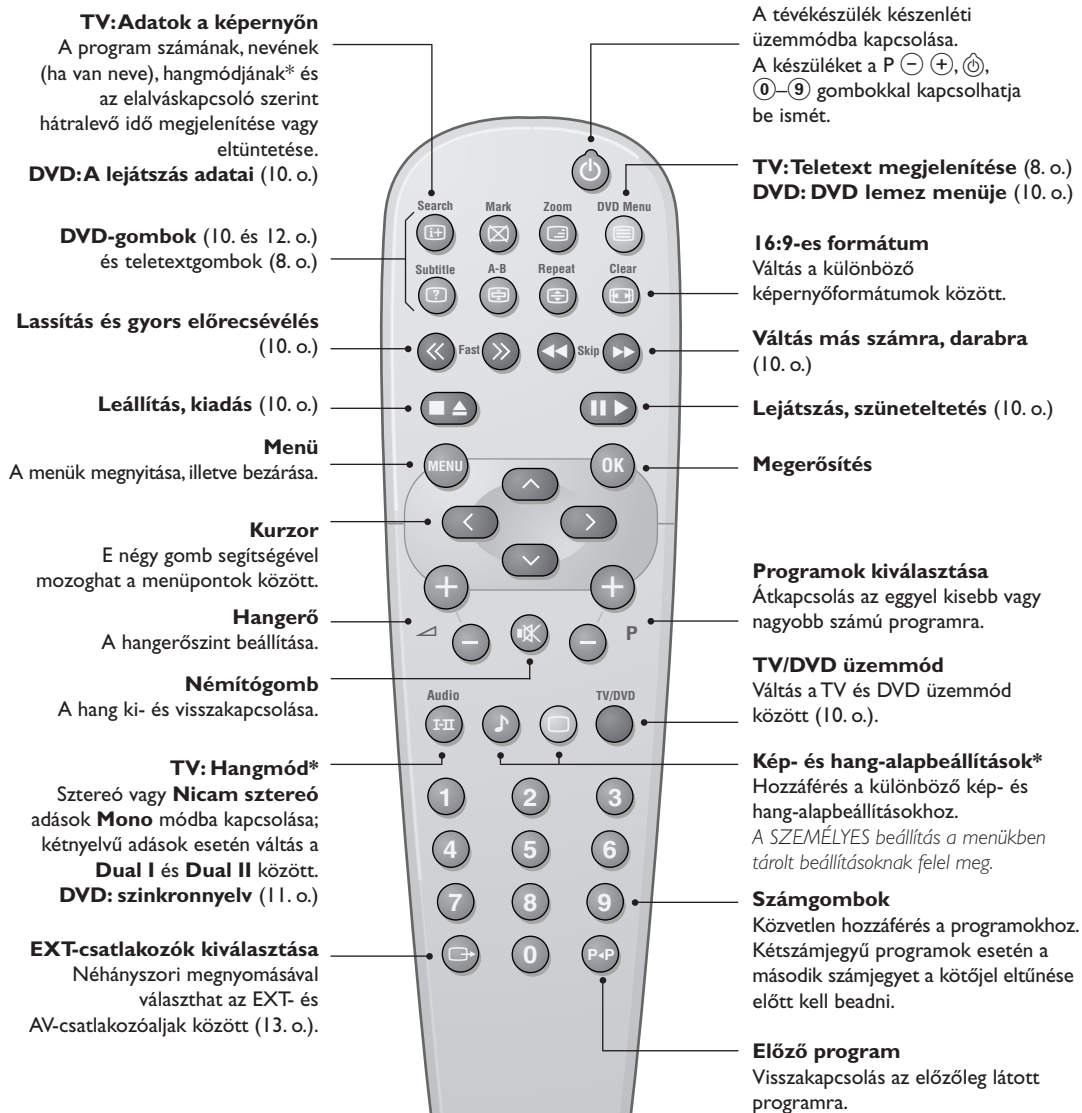 TV: Adatok a képernyőn
A program számának, nevének
(ha van neve), hangmódjának* és
az elalváskapcsoló szerint
hátralevő idő megjelenítése vagy
eltüntetése.
DVD: A lejátszás adatai (10. o.)
DVD-gombok (10. és 12. o.)
és teletextgombok (8. o.)
Lassítás és gyors előrecsévélés
(10. o.)
Leállítás, kiadás (10. o.)
Menü
A menük megnyitása, illetve bezárása.
Kurzor
E négy gomb segítségével
mozoghat a menüpontok között.
Hangerő
A hangerőszint beállítása.
Némítógomb
A hang ki- és visszakapcsolása.
TV: Hangmód*
Sztereó vagy Nicam sztereó
adások Mono módba kapcsolása;
kétnyelvű adások esetén váltás a
Dual I és Dual II között.
DVD: szinkronnyelv (11. o.)
EXT-csatlakozók kiválasztása
Néhányszori megnyomásával
választhat az EXT- és
AV-csatlakozóaljak között (13. o.).
Search Mark Zoom DVD Menu
i+
Subtitle A-B Repeat Clear
?
Fast Skip
MENU OK
+ +
− − P
Audio TV/DVD
I-II
1 2 3
4 5 6
7 8 9
0 P◂P
A tévékészülék készenléti
üzemmódba kapcsolása.
A készüléket a P − +, ⏻,
0–9 gombokkal kapcsolhatja
be ismét.
TV: Teletext megjelenítése (8. o.)
DVD: DVD lemez menüje (10. o.)
16:9-es formátum
Váltás a különböző
képernyőformátumok között.
Váltás más számra, darabra
(10. o.)
Lejátszás, szüneteltetés (10. o.)
Megerősítés
Programok kiválasztása
Átkapcsolás az eggyel kisebb vagy
nagyobb számú programra.
TV/DVD üzemmód
Váltás a TV és DVD üzemmód
között (10. o.).
Kép- és hang-alapbeállítások*
Hozzáférés a különböző kép- és
hang-alapbeállításokhoz.
A SZEMÉLYES beállítás a menükben
tárolt beállításoknak felel meg.
Számgombok
Közvetlen hozzáférés a programokhoz.
Kétszámjegyű programok esetén a
második számjegyet a kötőjel eltűnése
előtt kell beadni.
Előző program
Visszakapcsolás az előzőleg látott
programra.